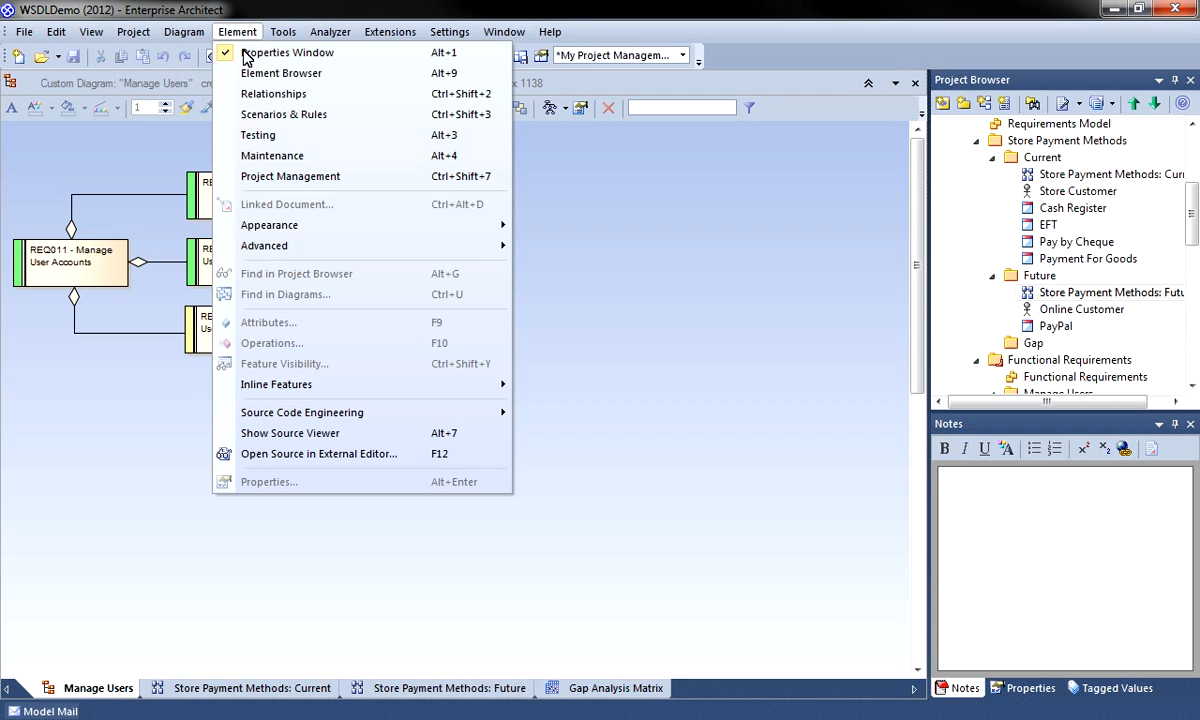 WSDLDemo (2012) - Enterprise Architect
File Edit View Project Diagram Element Tools Analyzer Extensions Settings Window Help
*My Project Managem...
Custom Diagram: "Manage Users" cre
x 1138
1
Properties Window Alt+1
Element Browser Alt+9
Relationships Ctrl+Shift+2
Scenarios & Rules Ctrl+Shift+3
Testing Alt+3
Maintenance Alt+4
Project Management Ctrl+Shift+7
Linked Document... Ctrl+Alt+D
Appearance
Advanced
Find in Project Browser Alt+G
Find in Diagrams... Ctrl+U
Attributes... F9
Operations... F10
Feature Visibility... Ctrl+Shift+Y
Inline Features
Source Code Engineering
Show Source Viewer Alt+7
Open Source in External Editor... F12
Properties... Alt+Enter
REQ011 - Manage
User Accounts
Project Browser
Requirements Model
Store Payment Methods
Current
Store Payment Methods: Curr
Store Customer
Cash Register
EFT
Pay by Cheque
Payment For Goods
Future
Store Payment Methods: Futu
Online Customer
PayPal
Gap
Functional Requirements
Functional Requirements
Manage Users
Notes
B I U A
Manage Users Store Payment Methods: Current Store Payment Methods: Future Gap Analysis Matrix
Notes Properties Tagged Values
Model Mail